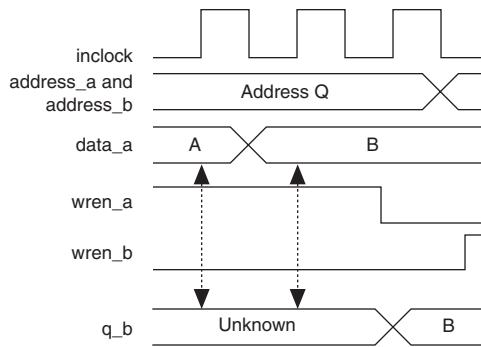 inclock
address_a and
address_b
Address Q
data_a
A
B
wren_a
wren_b
q_b
Unknown
B